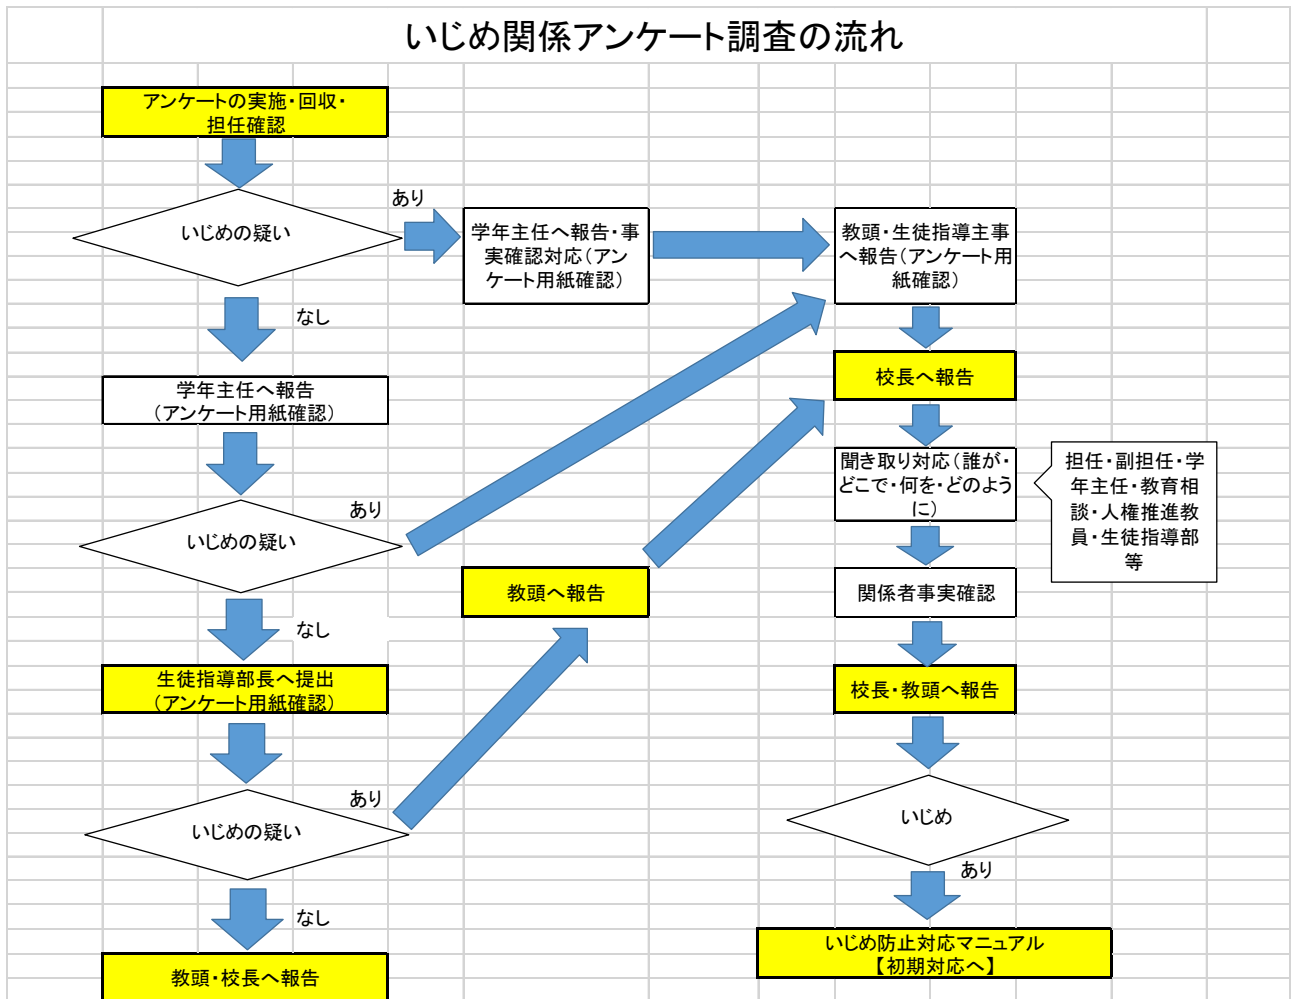 いじめ関係アンケート調査の流れ
アンケートの実施・回収・
担任確認
いじめの疑い
あり
学年主任へ報告・事
実確認対応（アン
ケート用紙確認）
教頭・生徒指導主事
へ報告（アンケート用
紙確認）
なし
学年主任へ報告
（アンケート用紙確認）
校長へ報告
いじめの疑い
あり
聞き取り対応（誰が・
どこで・何を・どのよう
に）
担任・副担任・学
年主任・教育相
談・人権推進教
員・生徒指導部
等
教頭へ報告
関係者事実確認
なし
生徒指導部長へ提出
（アンケート用紙確認）
校長・教頭へ報告
いじめの疑い
あり
いじめ
あり
なし
いじめ防止対応マニュアル
【初期対応へ】
教頭・校長へ報告